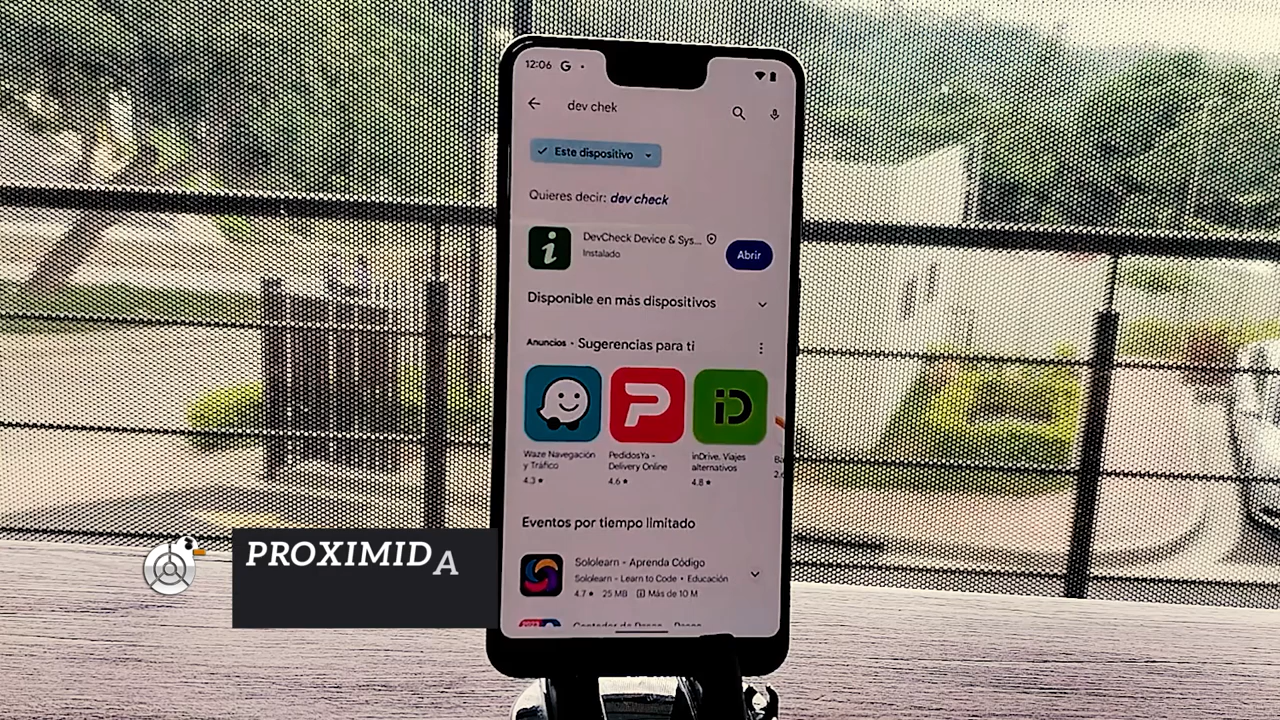 12:06 G
dev chek
Este dispositivo
Quieres decir: dev check
DevCheck Device & Sys...
Instalado
Abrir
Disponible en más dispositivos
Anuncios · Sugerencias para ti
Waze Navegación
y Tráfico
4.3 ★
PedidosYa -
Delivery Online
4.6 ★
inDrive. Viajes
alternativos
4.8 ★
Eventos por tiempo limitado
Sololearn - Aprenda Código
Sololearn - Learn to Code • Educación
4.7 ★ 25 MB Más de 10 M
PROXIMIDA